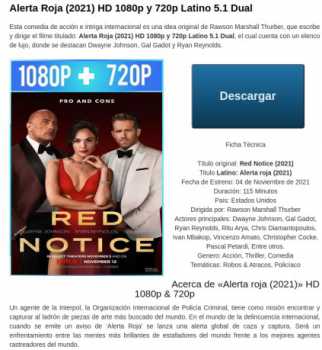 Alerta Roja (2021) HD 1080p y 720p Latino 5.1 Dual
Esta comedia de acción e intriga internacional es una idea original de Rawson Marshall Thurber, que escribe
y dirige el filme titulado: Alerta Roja (2021) HD 1080p y 720p Latino 5.1 Dual, el cual cuenta con un elenco
de lujo, donde se destacan Dwayne Johnson, Gal Gadot y Ryan Reynolds.
1080P + 720P
PRO AND CONS
DWAYNE JOHNSON
RYAN REYNOLDS
RED
NOTICE
NOVEMBER 12
Descargar
Ficha Técnica
Título original: Red Notice (2021)
Título Latino: Alerta roja (2021)
Fecha de Estreno: 04 de Noviembre de 2021
Duración: 115 Minutos
País: Estados Unidos
Dirigida por: Rawson Marshall Thurber
Actores principales: Dwayne Johnson, Gal Gadot,
Ryan Reynolds, Ritu Arya, Chris Diamantopoulos,
Ivan Mbakop, Vincenzo Amato, Christopher Cocke,
Pascal Petardi, Entre otros.
Genero: Acción, Thriller, Comedia
Temáticas: Robos & Atracos, Policiaco
Acerca de «Alerta roja (2021)» HD
1080p & 720p
Un agente de la Interpol, la Organización Internacional de Policía Criminal, tiene como misión encontrar y
capturar al ladrón de piezas de arte más buscado del mundo. En el mundo de la delincuencia internacional,
cuando se emite un aviso de 'Alerta Roja' se lanza una alerta global de caza y captura. Será un
enfrentamiento entre las mentes más brillantes de estafadores del mundo frente a los mejores agentes
rastreadores del mundo.